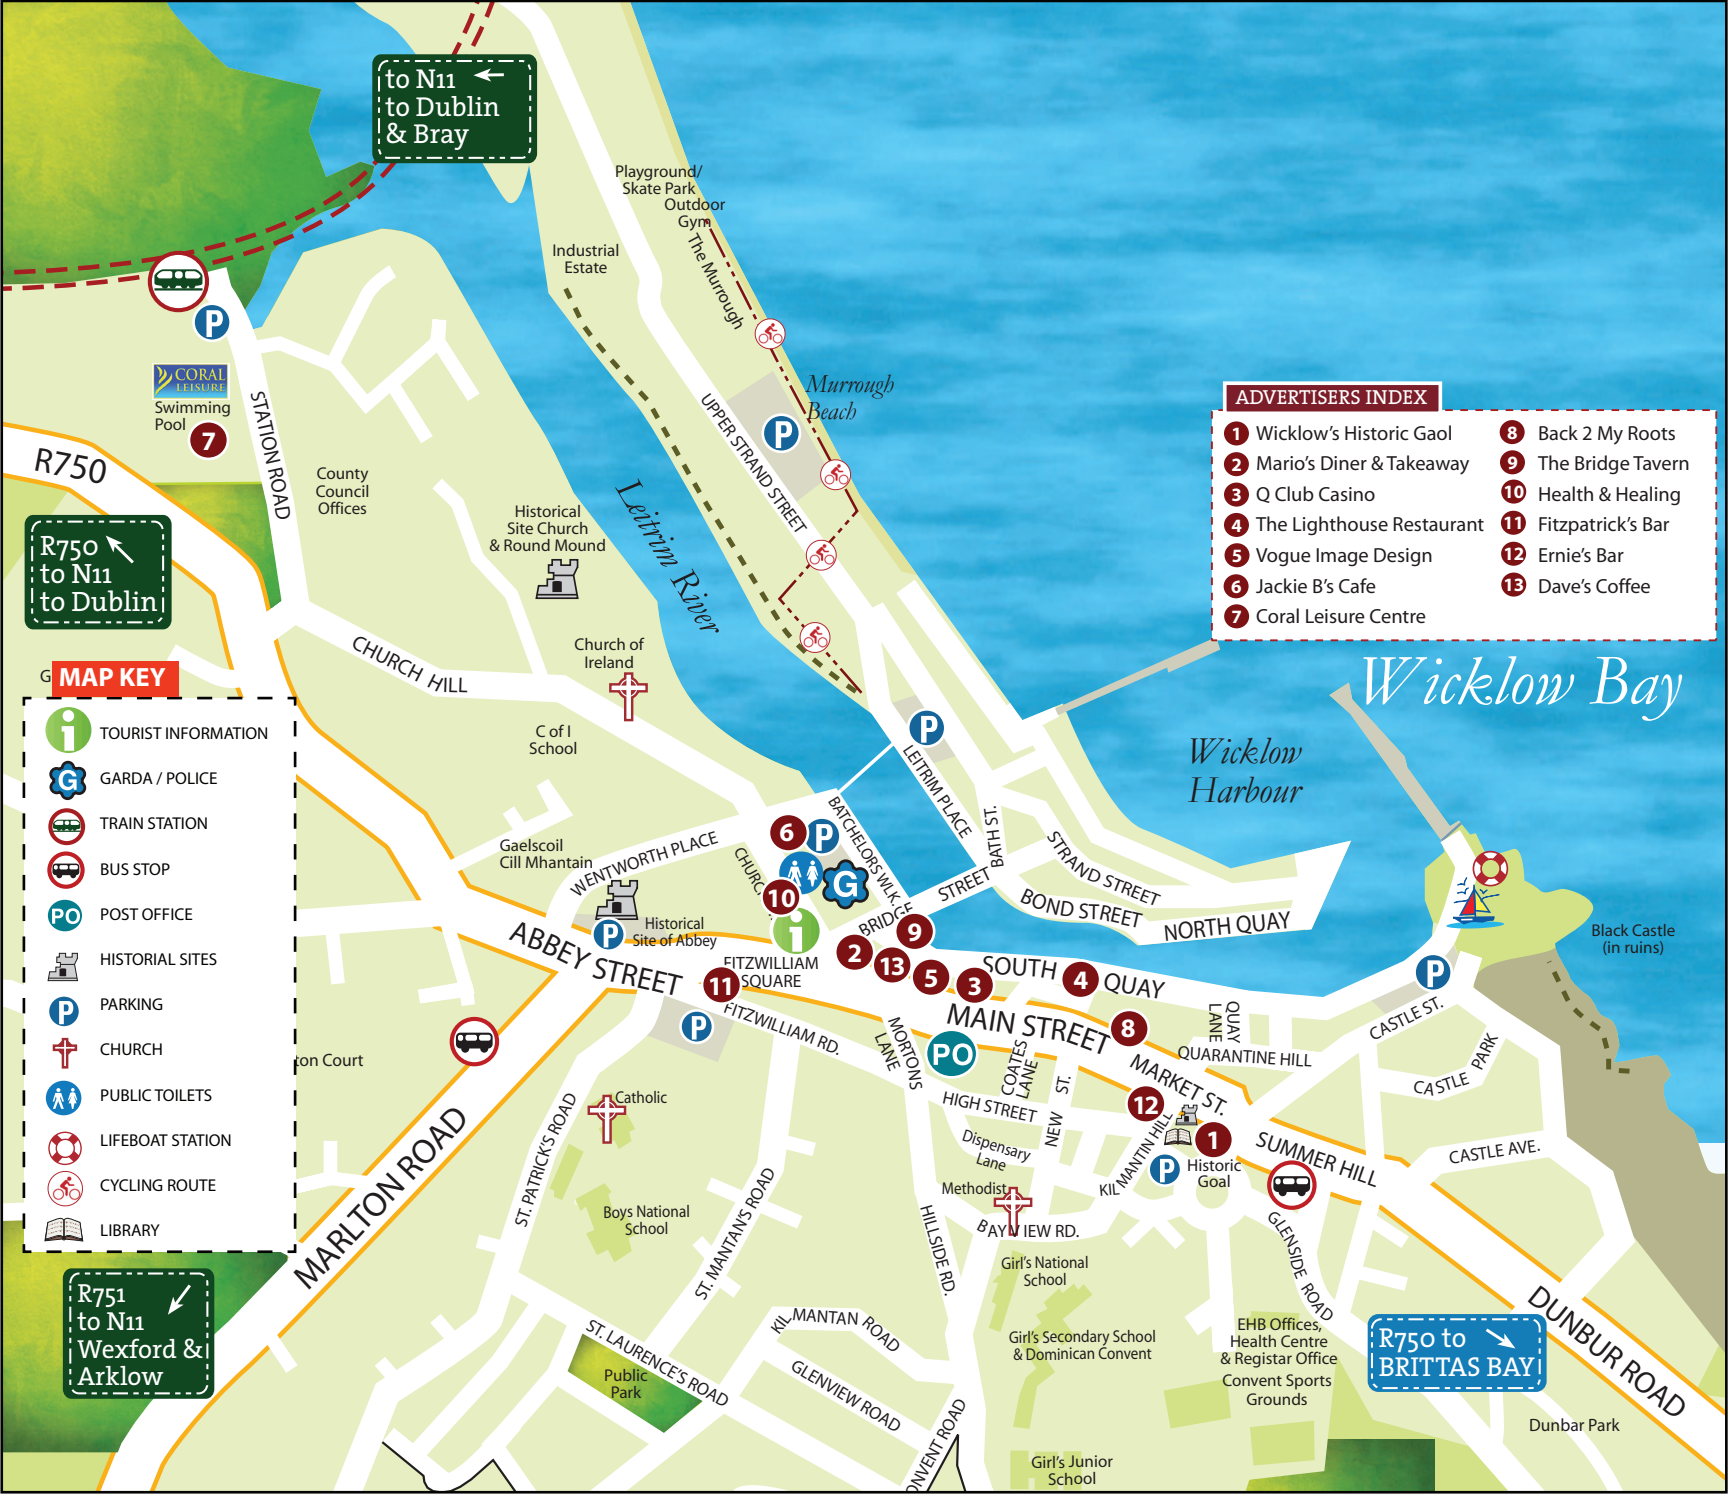 to N11
to Dublin
& Bray
Playground/
Skate Park
Outdoor
Gym
The Murrough
Industrial
Estate
P
CORAL
LEISURE
Swimming
Pool
7
STATION ROAD
R750
R750
to N11
to Dublin
County
Council
Offices
Historical
Site Church
& Round Mound
Leitrim River
UPPER STRAND STREET
P
Murrough
Beach
ADVERTISERS INDEX
1 Wicklow's Historic Gaol
2 Mario's Diner & Takeaway
3 Q Club Casino
4 The Lighthouse Restaurant
5 Vogue Image Design
6 Jackie B's Cafe
7 Coral Leisure Centre
8 Back 2 My Roots
9 The Bridge Tavern
10 Health & Healing
11 Fitzpatrick's Bar
12 Ernie's Bar
13 Dave's Coffee
Wicklow Bay
Wicklow
Harbour
CHURCH HILL
Church of
Ireland
C of I
School
G
MAP KEY
i TOURIST INFORMATION
G GARDA / POLICE
TRAIN STATION
BUS STOP
PO POST OFFICE
HISTORICAL SITES
P PARKING
CHURCH
PUBLIC TOILETS
LIFEBOAT STATION
CYCLING ROUTE
LIBRARY
P
LEITRIM PLACE
BATH ST.
STRAND STREET
BOND STREET
NORTH QUAY
BATCHELORS WLK.
6
P
G
10
i
CHURC
Gaelscoil
Cill Mhantain
WENTWORTH PLACE
Historical
Site of Abbey
P
ABBEY STREET
FITZWILLIAM
SQUARE
11
BRIDGE STREET
9
2
13
5
3
SOUTH QUAY
4
8
MAIN STREET
P
FITZWILLIAM RD.
MORTONS
LANE
PO
COATES
LANE
NEW ST.
HIGH STREET
Dispensary
Lane
MARKET ST.
12
1
Historic
Goal
P
KILMANTIN HILL
QUAY
LANE
QUARANTINE HILL
CASTLE ST.
P
Black Castle
(in ruins)
CASTLE PARK
CASTLE AVE.
SUMMER HILL
GLENSIDE ROAD
DUNBUR ROAD
R750 to
BRITTAS BAY
Dunbar Park
ton Court
MARLTON ROAD
R751
to N11
Wexford &
Arklow
Catholic
ST. PATRICK'S ROAD
Boys National
School
ST. MANTAN'S ROAD
ST. LAURENCE'S ROAD
Public
Park
KILMANTAN ROAD
GLENVIEW ROAD
HILLSIDE RD.
ONVENT ROAD
Methodist
BAYVIEW RD.
Girl's National
School
Girl's Secondary School
& Dominican Convent
Girl's Junior
School
EHB Offices,
Health Centre
& Registar Office
Convent Sports
Grounds